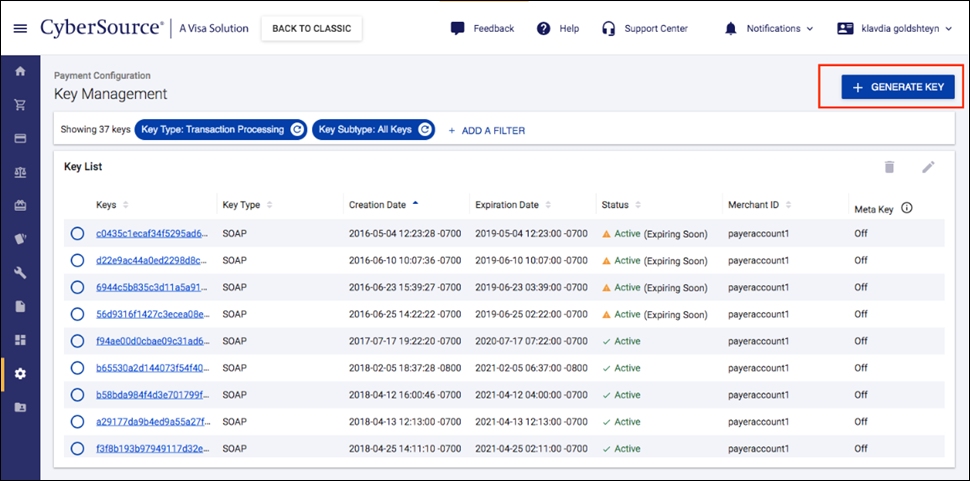 CyberSource® | A Visa Solution BACK TO CLASSIC Feedback Help Support Center Notifications klavdia goldshteyn
Payment Configuration
Key Management
+ GENERATE KEY
Showing 37 keys Key Type: Transaction Processing Key Subtype: All Keys + ADD A FILTER
Key List
Keys Key Type Creation Date Expiration Date Status Merchant ID Meta Key
c0435c1ecaf34f5295ad6... SOAP 2016-05-04 12:23:28 -0700 2019-05-04 12:23:00 -0700 Active (Expiring Soon) payeraccount1 Off
d22e9ac44a0ed2298d8c... SOAP 2016-06-10 10:07:36 -0700 2019-06-10 10:07:00 -0700 Active (Expiring Soon) payeraccount1 Off
6944c5b835c3d11a5a91... SOAP 2016-06-23 15:39:27 -0700 2019-06-23 03:39:00 -0700 Active (Expiring Soon) payeraccount1 Off
56d9316f1427c3ecea08e... SOAP 2016-06-25 14:22:22 -0700 2019-06-25 02:22:00 -0700 Active (Expiring Soon) payeraccount1 Off
f94ae00d0cbae09c31ad6... SOAP 2017-07-17 19:22:20 -0700 2020-07-17 07:22:00 -0700 Active payeraccount1 Off
b65530a2d144073f54f40... SOAP 2018-02-05 18:37:28 -0800 2021-02-05 06:37:00 -0800 Active payeraccount1 Off
b58bda984f4d3e701799f... SOAP 2018-04-12 16:00:46 -0700 2021-04-12 04:00:00 -0700 Active payeraccount1 Off
a29177da9b4ed9a55a27f... SOAP 2018-04-13 12:13:00 -0700 2021-04-13 12:13:00 -0700 Active payeraccount1 Off
f3f8b193b97949117d32e... SOAP 2018-04-25 14:11:10 -0700 2021-04-25 02:11:00 -0700 Active payeraccount1 Off